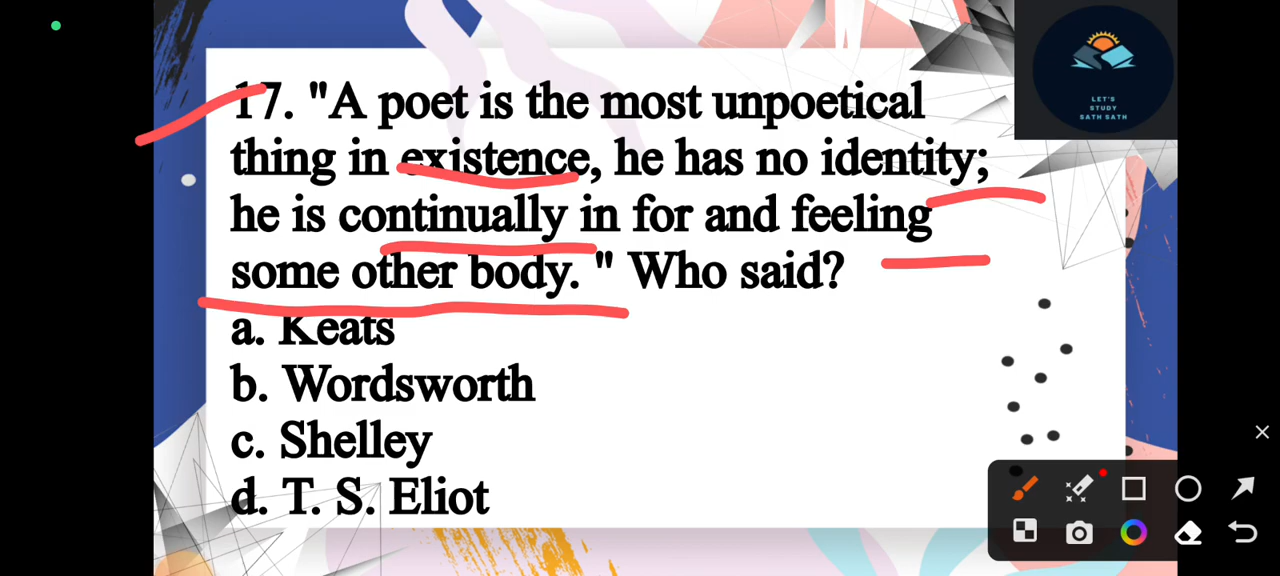 17. "A poet is the most unpoetical
thing in existence, he has no identity;
he is continually in for and feeling
some other body. " Who said?
a. Keats
b. Wordsworth
c. Shelley
d. T. S. Eliot
LET'S
STUDY
SATH SATH